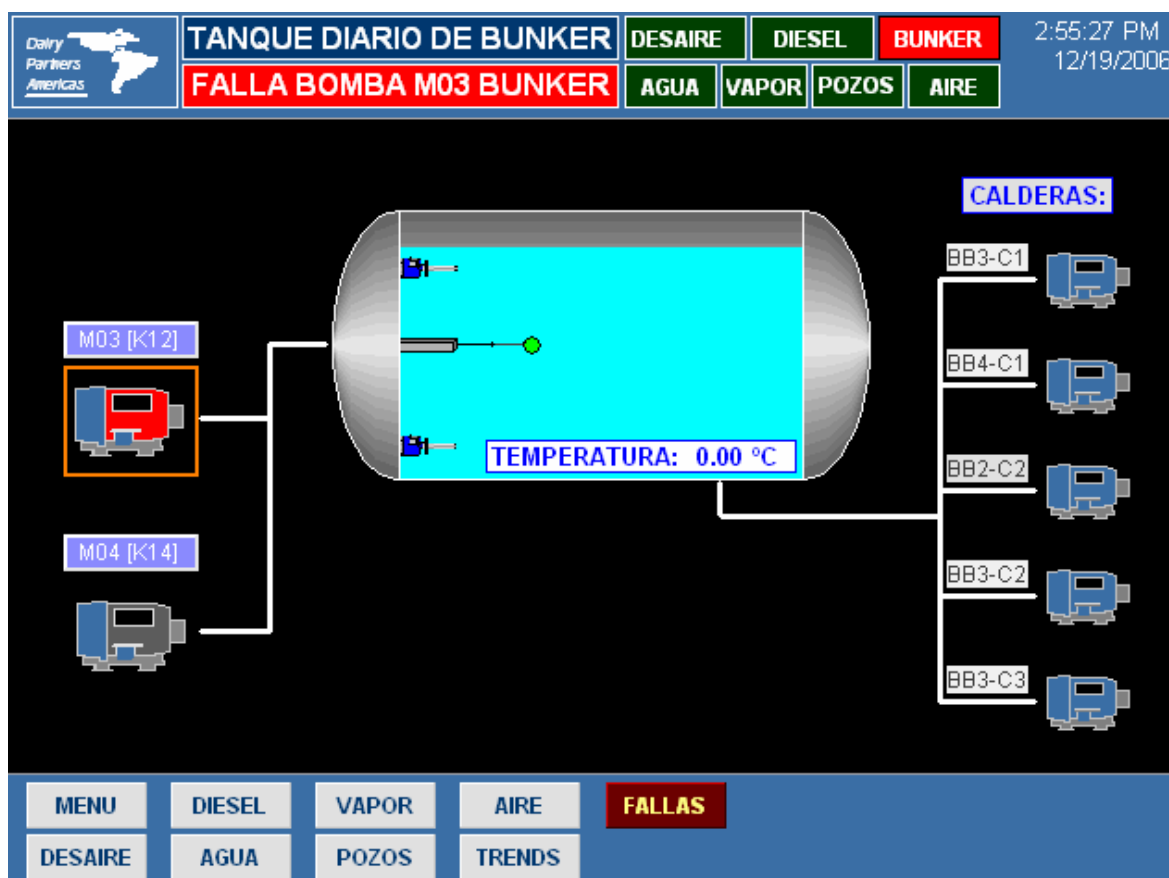 Dairy
Partners
Americas
TANQUE DIARIO DE BUNKER
FALLA BOMBA M03 BUNKER
DESAIRE DIESEL BUNKER
AGUA VAPOR POZOS AIRE
2:55:27 PM
12/19/2006
CALDERAS:
BB3-C1
M03 [K12]
BB4-C1
TEMPERATURA: 0.00 ºC
BB2-C2
M04 [K14]
BB3-C2
BB3-C3
MENU DIESEL VAPOR AIRE FALLAS
DESAIRE AGUA POZOS TRENDS